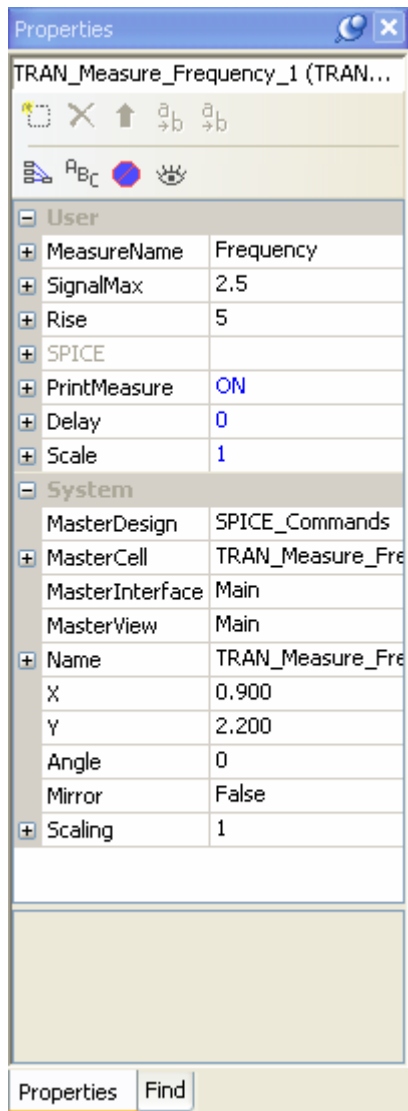 Properties
TRAN_Measure_Frequency_1 (TRAN...
a b a b
ABC
User
MeasureName Frequency
SignalMax 2.5
Rise 5
SPICE
PrintMeasure ON
Delay 0
Scale 1
System
MasterDesign SPICE_Commands
MasterCell TRAN_Measure_Fre
MasterInterface Main
MasterView Main
Name TRAN_Measure_Fre
X 0.900
Y 2.200
Angle 0
Mirror False
Scaling 1
Properties Find